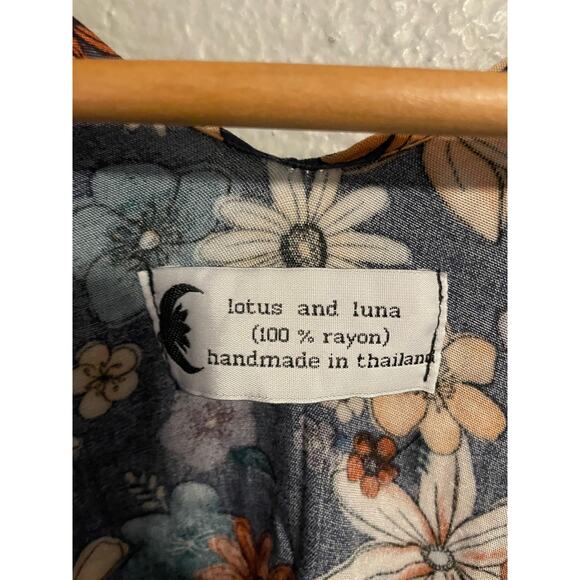 lotus and luna
(100 % rayon)
handmade in thailand